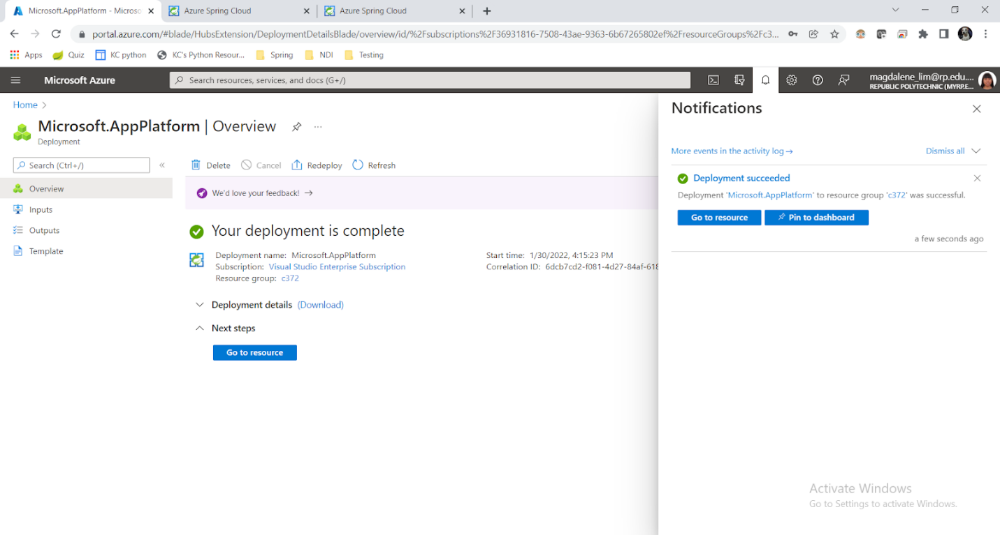 Microsoft.AppPlatform - Microso
Azure Spring Cloud
Azure Spring Cloud
portal.azure.com/#blade/HubsExtension/DeploymentDetailsBlade/overview/id/%2Fsubscriptions%2F36931816-7508-43ae-9363-6b67265802ef%2FresourceGroups%2Fc3...
Apps
Quiz
KC python
KC's Python Resour...
Spring
NDI
Testing
Microsoft Azure
Search resources, services, and docs (G+/)
magdalene_lim@rp.edu....
REPUBLIC POLYTECHNIC (MYRP.E...
Home
Microsoft.AppPlatform | Overview
...
Deployment
Search (Ctrl+/)
«
Overview
Inputs
Outputs
Template
Delete
Cancel
Redeploy
Refresh
We'd love your feedback! →
Your deployment is complete
Deployment name: Microsoft.AppPlatform
Subscription: Visual Studio Enterprise Subscription
Resource group: c372
Start time: 1/30/2022, 4:15:23 PM
Correlation ID: 6dcb7cd2-f081-4d27-84af-618
Deployment details (Download)
Next steps
Go to resource
Notifications
More events in the activity log →
Dismiss all
Deployment succeeded
Deployment 'Microsoft.AppPlatform' to resource group 'c372' was successful.
Go to resource
Pin to dashboard
a few seconds ago
Activate Windows
Go to Settings to activate Windows.